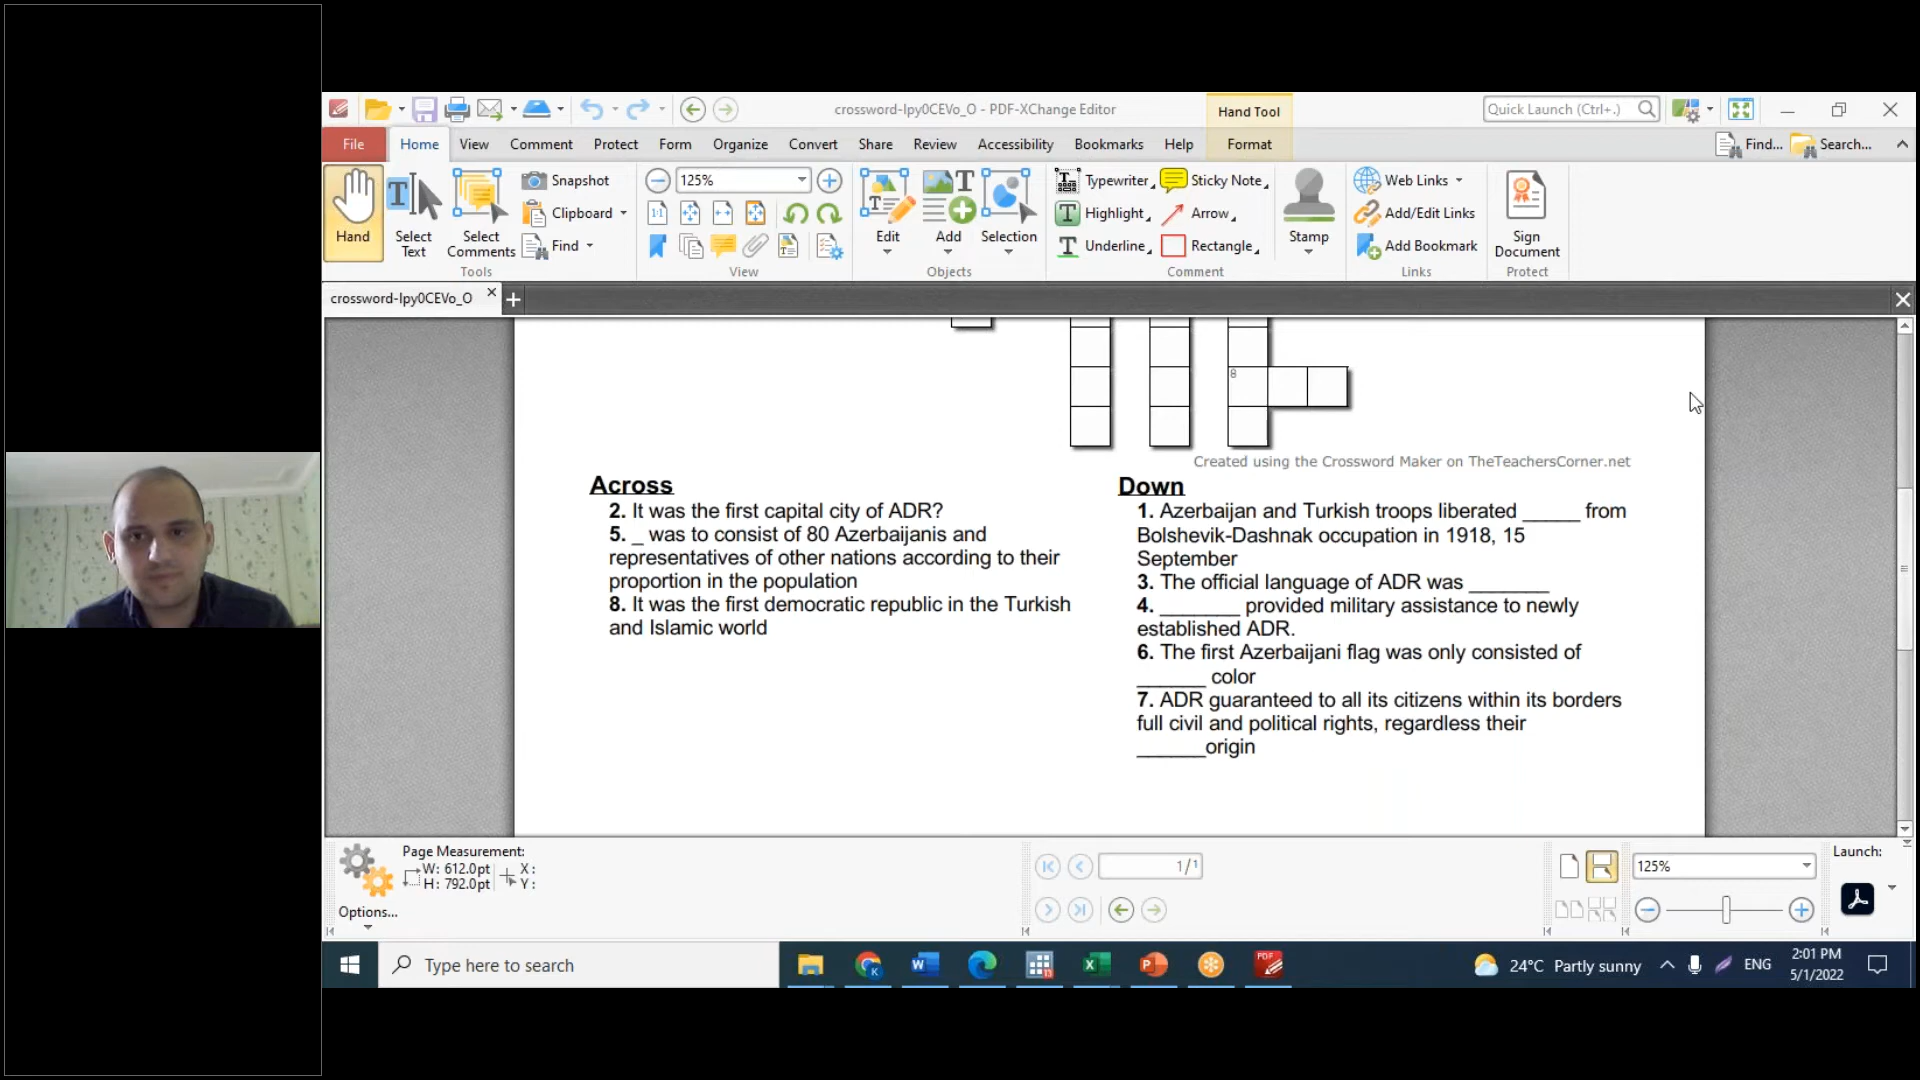 crossword-lpy0CEVo_O - PDF-XChange Editor
Hand Tool
Quick Launch (Ctrl+.)
File
Home
View
Comment
Protect
Form
Organize
Convert
Share
Review
Accessibility
Bookmarks
Help
Format
Find...
Search...
Hand
Select Text
Select Comments
Snapshot
Clipboard
Find
Tools
125%
View
Edit
Add
Selection
Objects
Typewriter
Sticky Note
Highlight
Arrow
Underline
Rectangle
Comment
Stamp
Web Links
Add/Edit Links
Add Bookmark
Links
Sign Document
Protect
crossword-lpy0CEVo_O
8
Created using the Crossword Maker on TheTeachersCorner.net
Across
2. It was the first capital city of ADR?
5. _ was to consist of 80 Azerbaijanis and
representatives of other nations according to their
proportion in the population
8. It was the first democratic republic in the Turkish
and Islamic world
Down
1. Azerbaijan and Turkish troops liberated _____ from
Bolshevik-Dashnak occupation in 1918, 15
September
3. The official language of ADR was _______
4. _______ provided military assistance to newly
established ADR.
6. The first Azerbaijani flag was only consisted of
______ color
7. ADR guaranteed to all its citizens within its borders
full civil and political rights, regardless their
______origin
Page Measurement:
W: 612.0pt
H: 792.0pt
X:
Y:
Options...
1/1
125%
Launch:
Type here to search
24°C Partly sunny
ENG
2:01 PM
5/1/2022